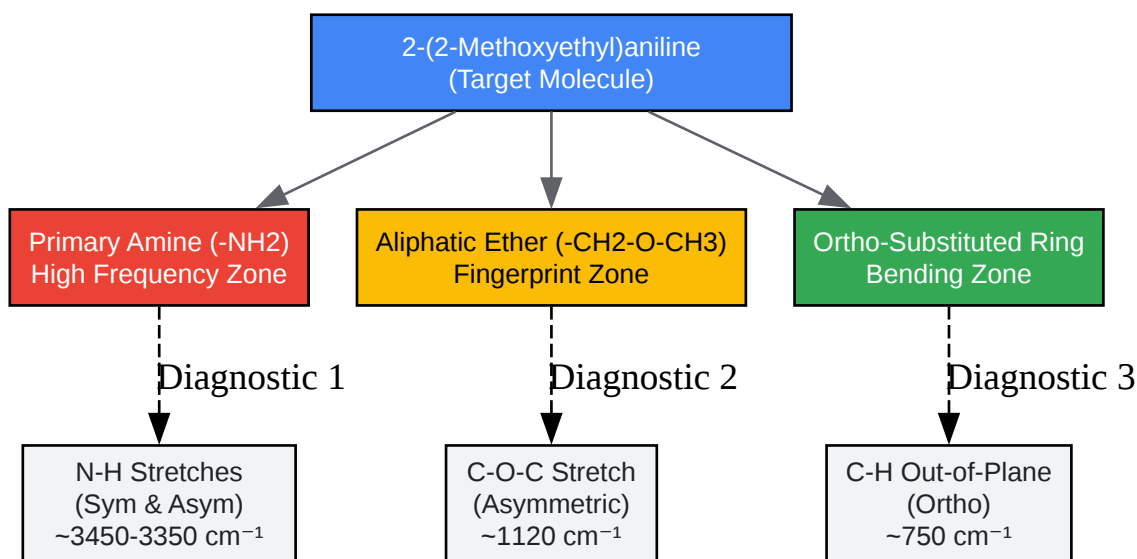 2-(2-Methoxyethyl)aniline
(Target Molecule)
Primary Amine (-NH2)
High Frequency Zone
Aliphatic Ether (-CH2-O-CH3)
Fingerprint Zone
Ortho-Substituted Ring
Bending Zone
Diagnostic 1
Diagnostic 2
Diagnostic 3
N-H Stretches
(Sym & Asym)
~3450-3350 cm⁻¹
C-O-C Stretch
(Asymmetric)
~1120 cm⁻¹
C-H Out-of-Plane
(Ortho)
~750 cm⁻¹